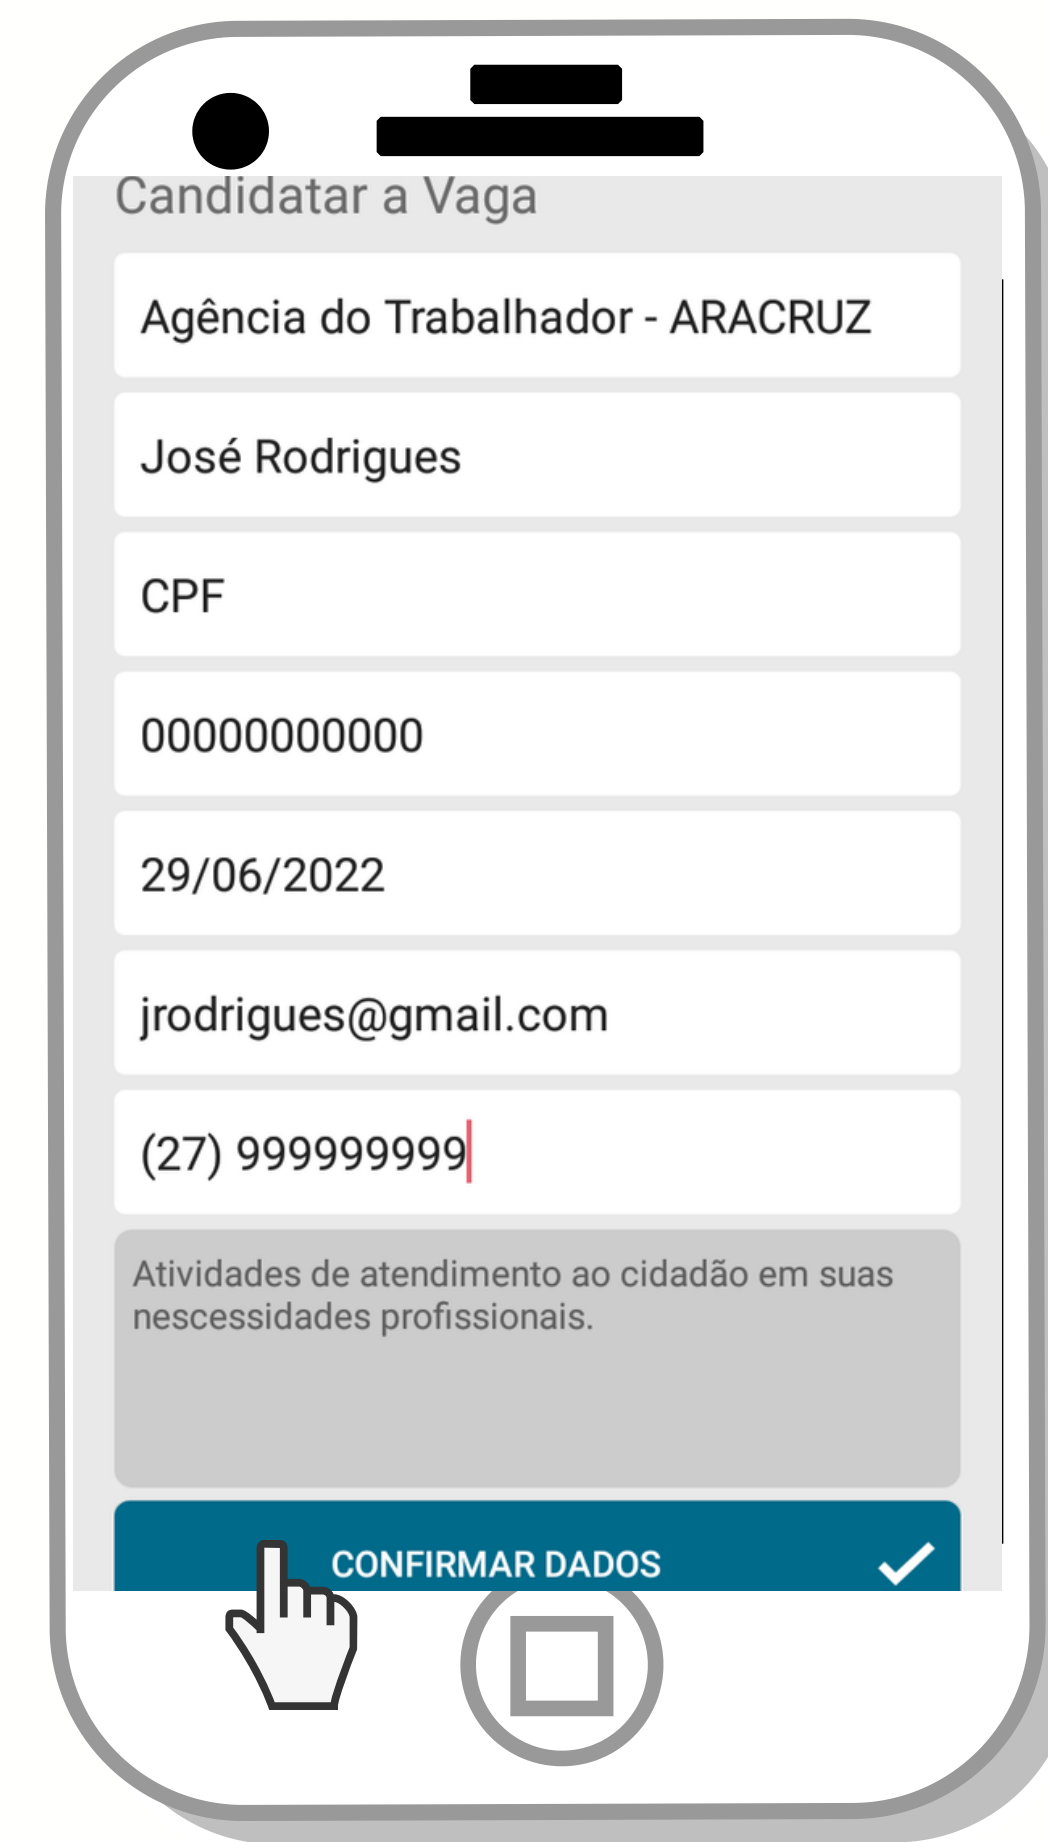 Candidatar a Vaga
Agência do Trabalhador - ARACRUZ
José Rodrigues
CPF
00000000000
29/06/2022
jrodrigues@gmail.com
(27) 999999999
Atividades de atendimento ao cidadão em suas
nescessidades profissionais.
CONFIRMAR DADOS